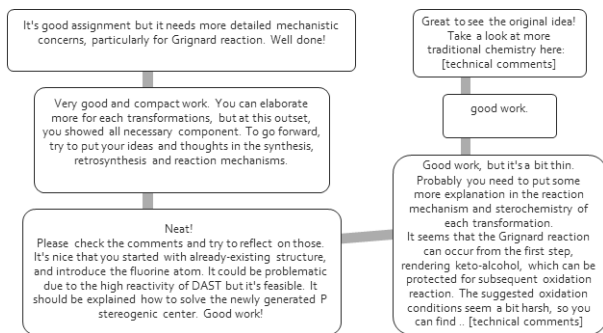 It's good assignment but it needs more detailed mechanistic
concerns, particularly for Grignard reaction. Well done!
Very good and compact work. You can elaborate
more for each transformations, but at this outset,
you showed all necessary component. To go forward,
try to put your ideas and thoughts in the synthesis,
retrosynthesis and reaction mechanisms.
Neat!
Please check the comments and try to reflect on those.
It's nice that you started with already-existing structure,
and introduce the fluorine atom. It could be problematic
due to the high reactivity of DAST but it's feasible. It
should be explained how to solve the newly generated P
stereogenic center. Good work!
Great to see the original idea!
Take a look at more
traditional chemistry here:
[technical comments]
good work.
Good work, but it's a bit thin.
Probably you need to put some
more explanation in the reaction
mechanism and sterochemistry of
each transformation.
It seems that the Grignard reaction
can occur from the first step,
rendering keto-alcohol, which can be
protected for subsequent oxidation
reaction. The suggested oxidation
conditions seem a bit harsh, so you
can find .. [technical comments]